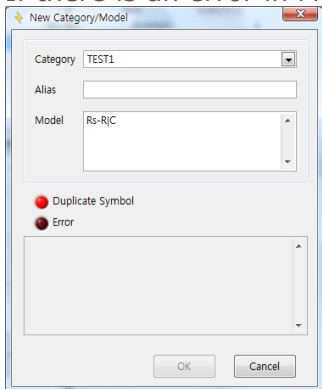 New Category/Model
Category TEST1
Alias
Model Rs-R|C
Duplicate Symbol
Error
OK Cancel